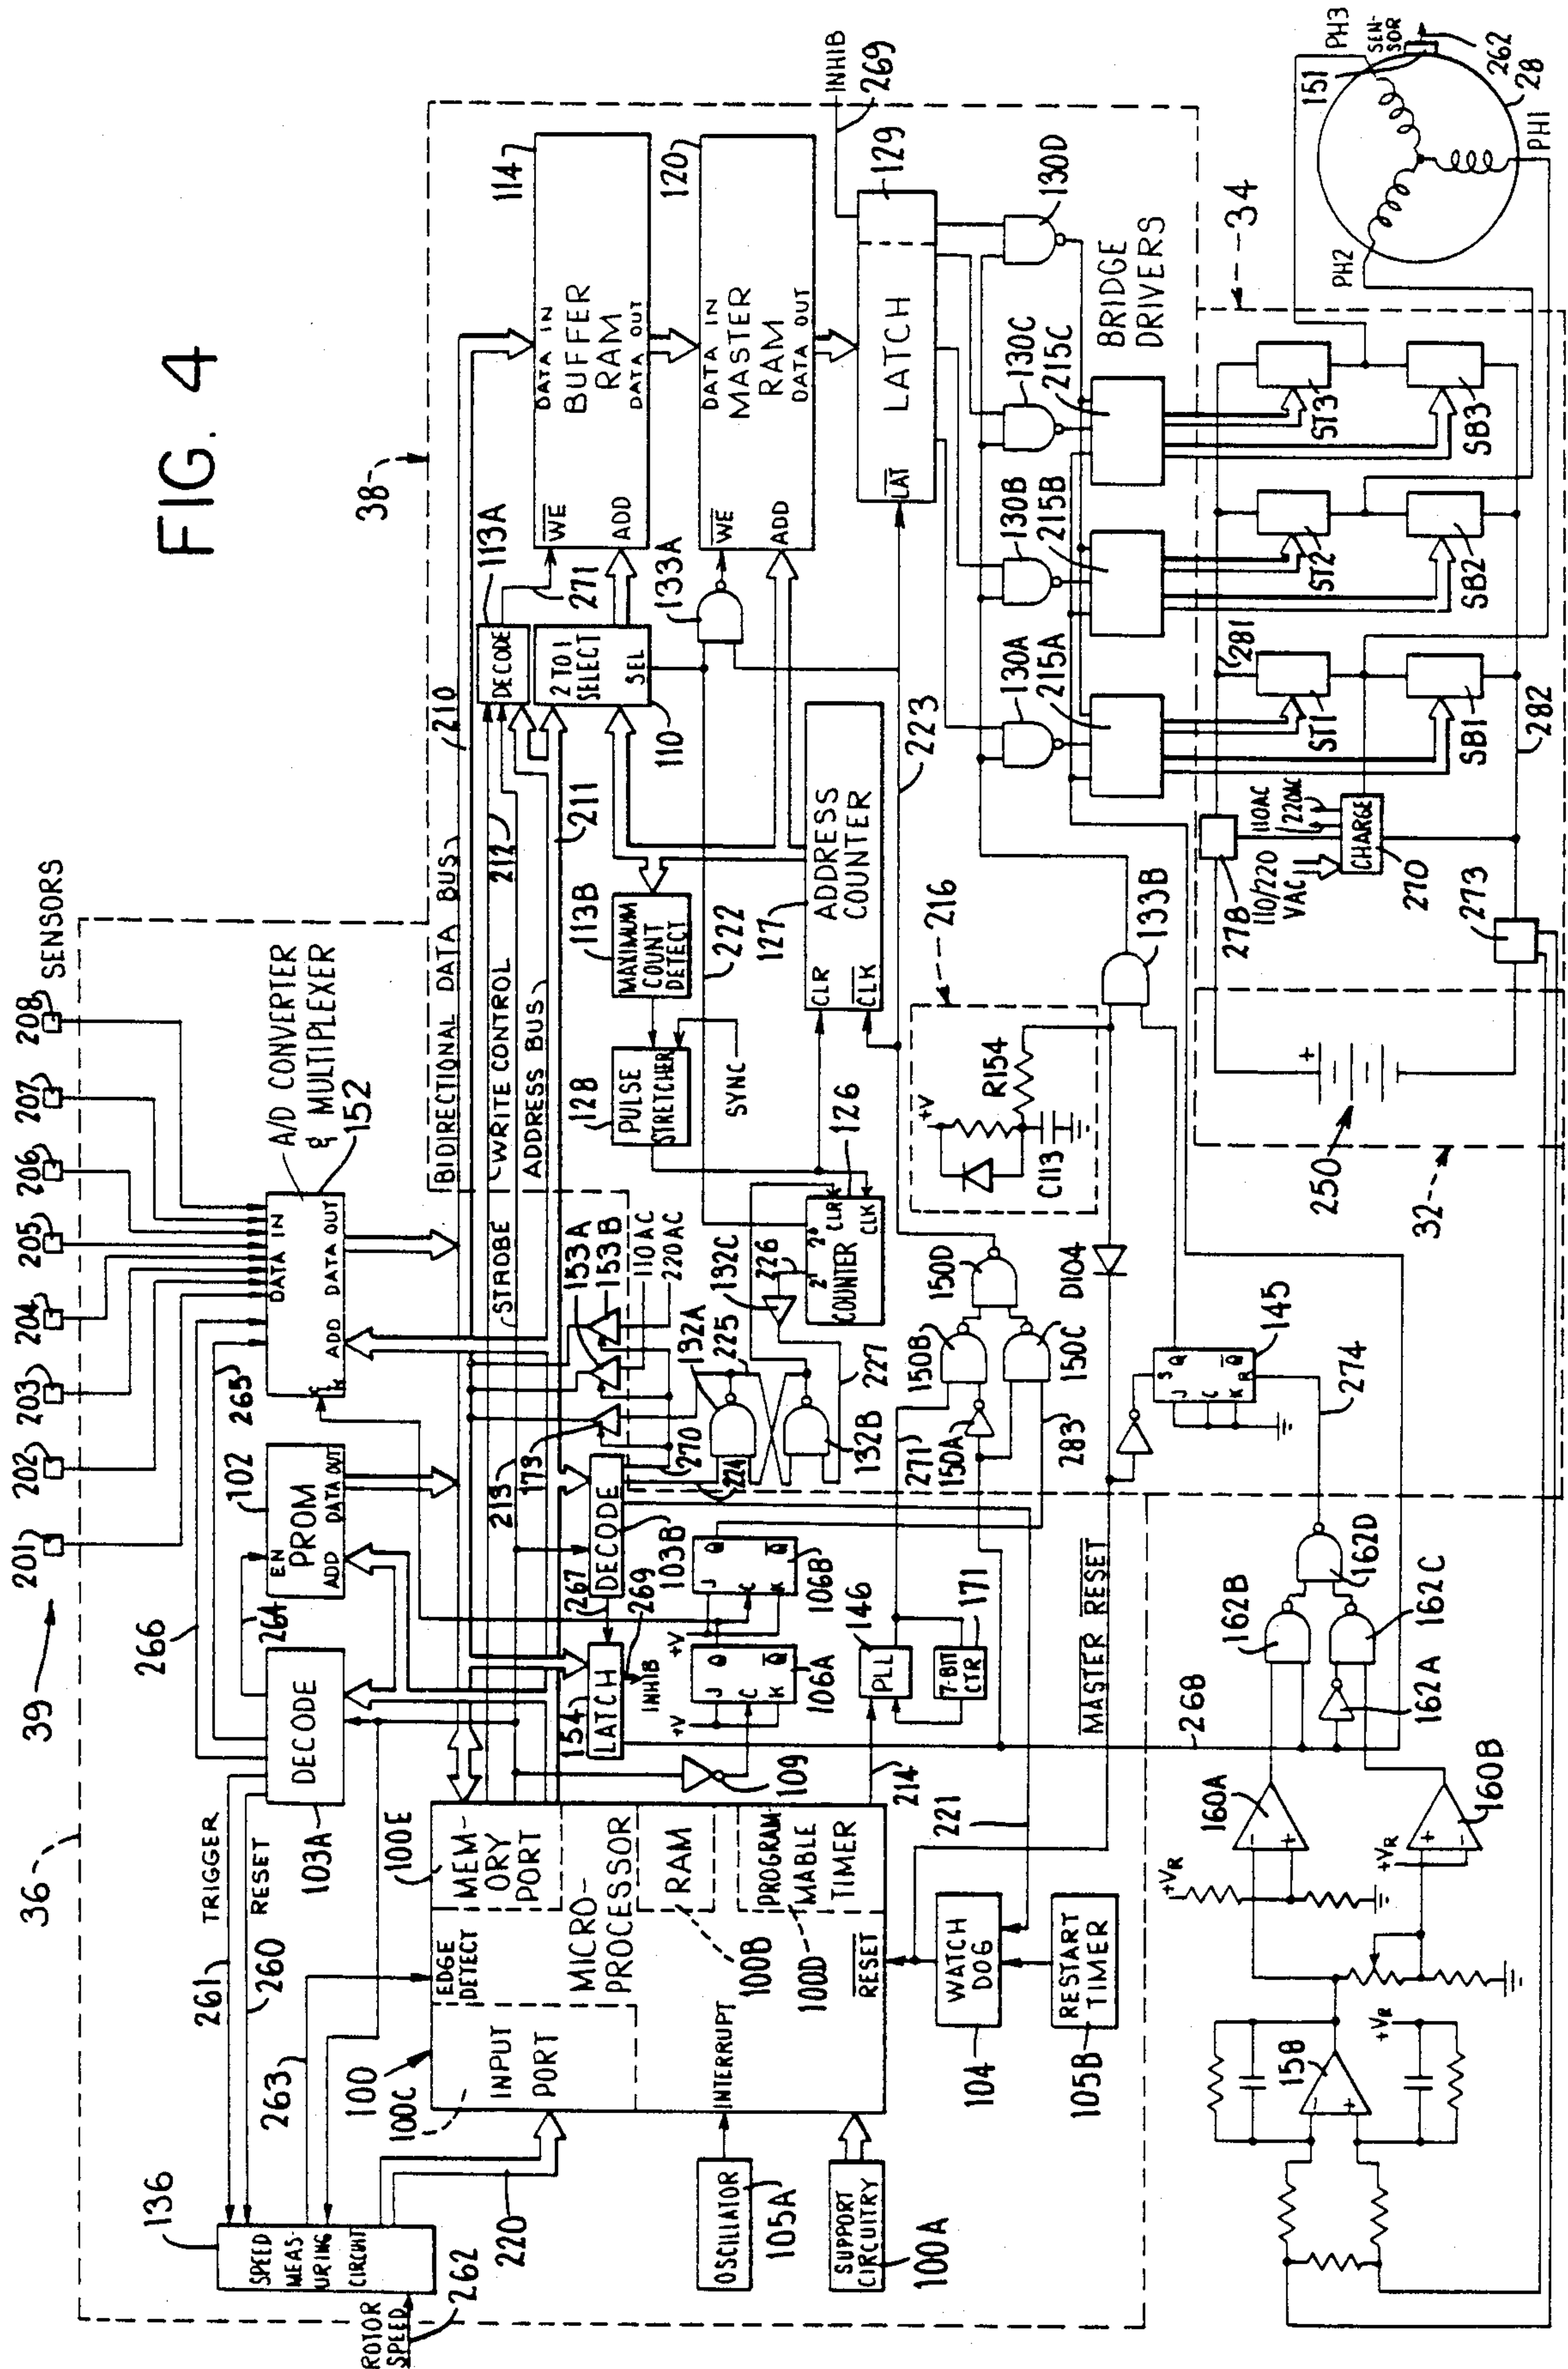 FIG. 4
39
SENSORS
201
202
203
204
205
206
207
208
36
136
SPEED
MEAS-
URING
CIRCUIT
ROTOR
SPEED
262
261
TRIGGER
260
RESET
263
220
266
264
265
103A
DECODE
102
EN
PROM
ADD
DATA OUT
A/D CONVERTER
& MULTIPLEXER
152
DATA IN
ADD
DATA OUT
BIDIRECTIONAL DATA BUS
210
WRITE CONTROL
212
ADDRESS BUS
211
STROBE
213
100
100C
INPUT
PORT
EDGE
DETECT
MICRO-
PROCESSOR
100E
MEM-
ORY
PORT
RAM
100B
PROGRAM
MABLE
TIMER
100D
INTERRUPT
RESET
OSCILLATOR
105A
SUPPORT
CIRCUITRY
100A
WATCH
DOG
104
RESTART
TIMER
105B
221
214
109
154
LATCH
267
INHIB
269
DECODE
103B
173
153A
153B
110AC
220AC
270
224
132A
132B
225
227
132C
226
+V
J
C
K
Q
Q
106A
+V
J
C
K
Q
Q
106B
PLL
146
7-BIT
CTR
171
271
150A
150B
150C
150D
283
MASTER RESET
268
38
113A
DECODE
271
2 TO 1
SELECT
SEL
110
114
DATA IN
BUFFER
RAM
DATA OUT
WE
ADD
120
DATA IN
MASTER
RAM
DATA OUT
WE
ADD
133A
113B
MAXIMUM
COUNT
DETECT
128
PULSE
STRETCHER
SYNC
222
127
ADDRESS
COUNTER
CLR
CLK
126
COUNTER
2¹
2⁰
CLR
CLK
223
LATCH
LAT
129
INHIB
269
130A
130B
130C
130D
215A
215B
215C
BRIDGE
DRIVERS
216
+V
R154
C113
D104
133B
145
S
J
C
K
R
Q
Q
274
162A
162B
162C
162D
160A
160B
+VR
+VR
158
+VR
32
250
+
34
278
110/220
VAC
110AC
220AC
CHARGE
270
273
281
282
ST1
SB1
ST2
SB2
ST3
SB3
PH1
PH2
PH3
151
SEN-
SOR
262
28